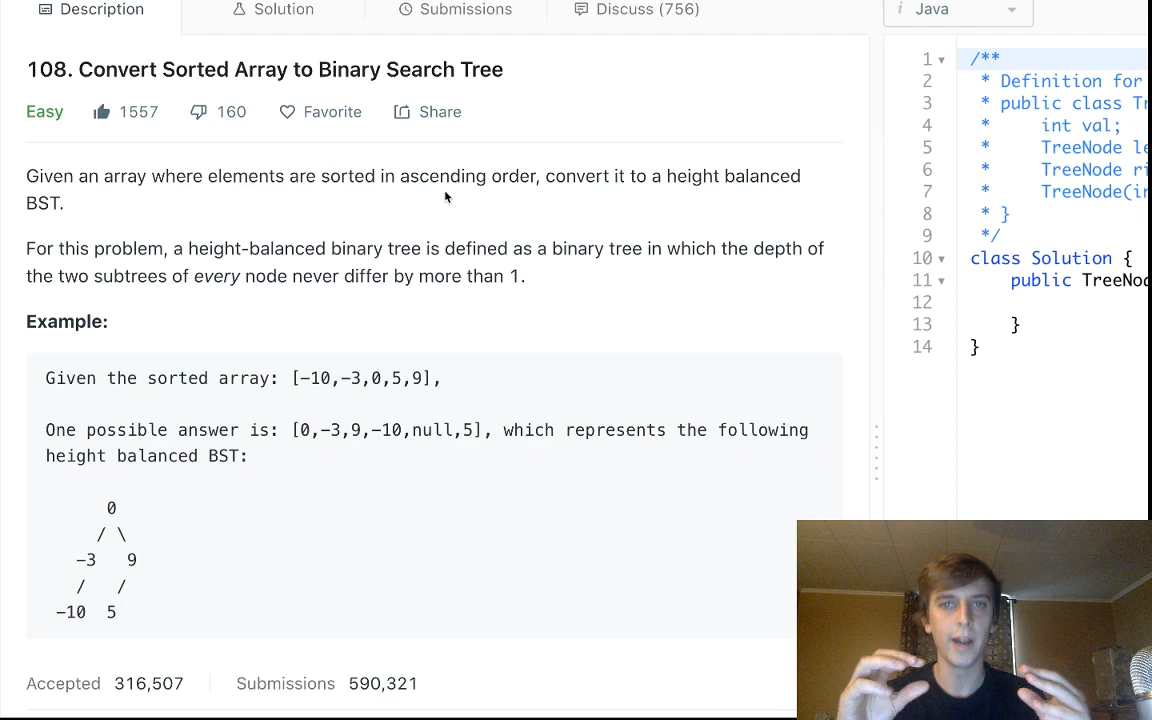 Description Solution Submissions Discuss (756) i Java
108. Convert Sorted Array to Binary Search Tree
Easy 1557 160 Favorite Share
Given an array where elements are sorted in ascending order, convert it to a height balanced
BST.
For this problem, a height-balanced binary tree is defined as a binary tree in which the depth of
the two subtrees of every node never differ by more than 1.
Example:
Given the sorted array: [-10,-3,0,5,9],
One possible answer is: [0,-3,9,-10,null,5], which represents the following
height balanced BST:
0
/ \
-3 9
/ /
-10 5
Accepted 316,507 Submissions 590,321
1 /**
2 * Definition for
3 * public class Tr
4 * int val;
5 * TreeNode le
6 * TreeNode ri
7 * TreeNode(in
8 * }
9 */
10 class Solution {
11 public TreeNod
12
13 }
14 }